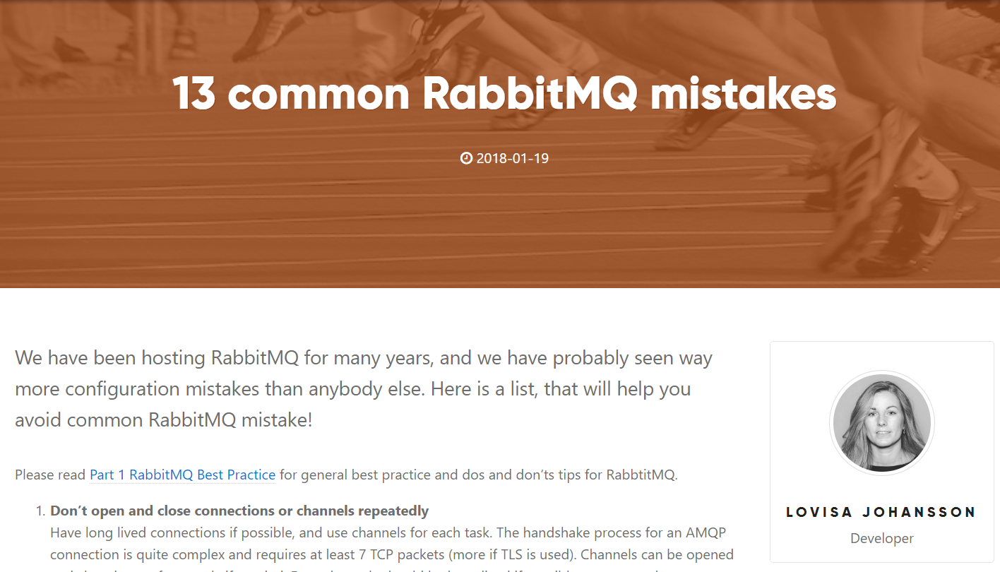 13 common RabbitMQ mistakes
2018-01-19
We have been hosting RabbitMQ for many years, and we have probably seen way
more configuration mistakes than anybody else. Here is a list, that will help you
avoid common RabbitMQ mistake!
Please read Part 1 RabbitMQ Best Practice for general best practice and dos and don’ts tips for RabbtitMQ.
1. Don’t open and close connections or channels repeatedly
Have long lived connections if possible, and use channels for each task. The handshake process for an AMQP
connection is quite complex and requires at least 7 TCP packets (more if TLS is used). Channels can be opened
LOVISA JOHANSSON
Developer